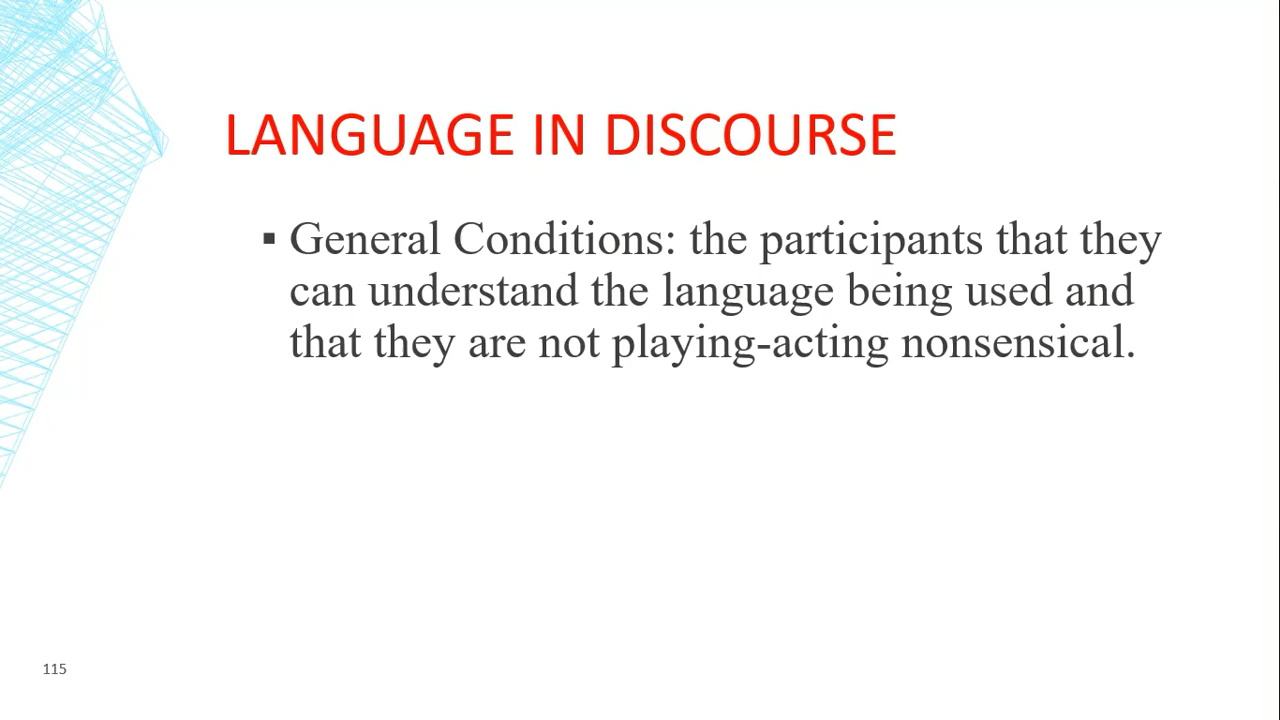 LANGUAGE IN DISCOURSE
▪ General Conditions: the participants that they
can understand the language being used and
that they are not playing-acting nonsensical.
115